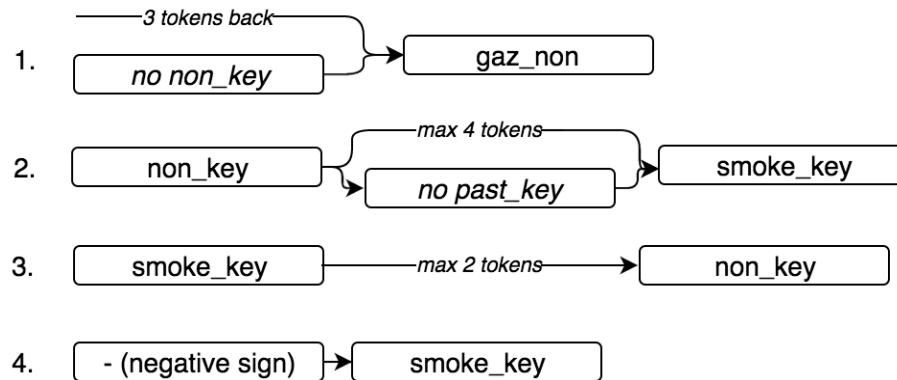 3 tokens back
1. no non_key gaz_non
max 4 tokens
2. non_key no past_key smoke_key
3. smoke_key max 2 tokens non_key
4. - (negative sign) smoke_key